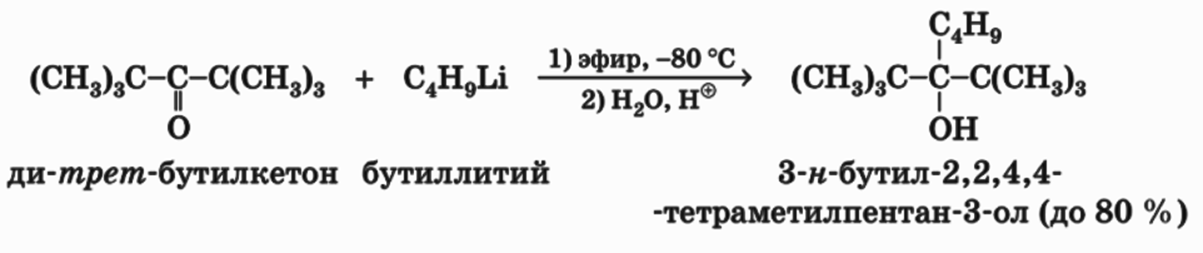 C₄H₉
(CH₃)₃C–C–C(CH₃)₃ + C₄H₉Li 1) эфир, –80 °C (CH₃)₃C–C–C(CH₃)₃
2) H₂O, H⊕
O OH
ди-трет-бутилкетон бутиллитий 3-н-бутил-2,2,4,4-
-тетраметилпентан-3-ол (до 80 %)